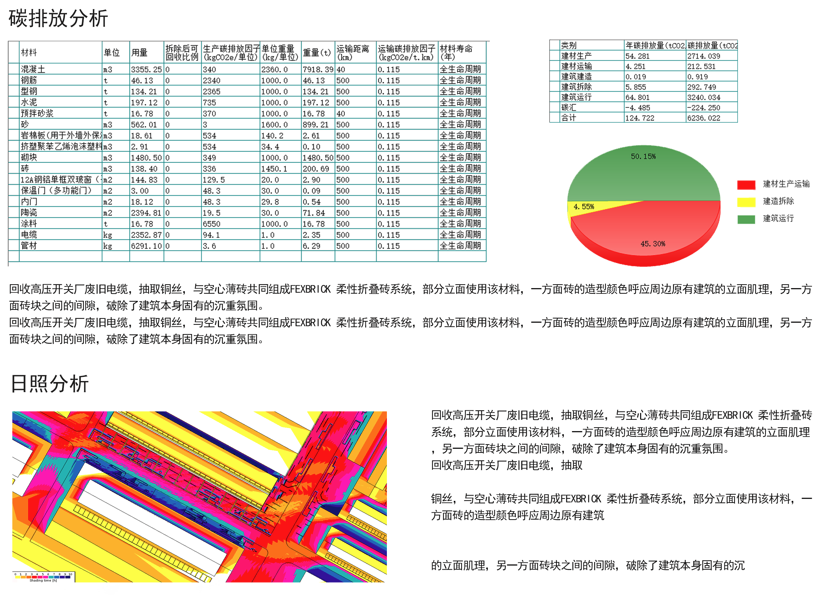 碳排放分析
材料 单位 用量 拆除后可回收比例 生产碳排放因子(kgCO2e/单位) 单位重量(kg/单位) 重量(t) 运输距离(km) 运输碳排放因子(kgCO2e/t.km) 材料寿命(年)
混凝土 m3 3355.25 0 340 2360.0 7918.39 40 0.115 全生命周期
钢筋 t 46.13 0 2340 1000.0 46.13 500 0.115 全生命周期
型钢 t 134.21 0 2365 1000.0 134.21 500 0.115 全生命周期
水泥 t 197.12 0 735 1000.0 197.12 500 0.115 全生命周期
预拌砂浆 t 16.78 0 370 1000.0 16.78 40 0.115 全生命周期
砂 m3 562.01 0 3 1600.0 899.21 500 0.115 全生命周期
岩棉板(用于外墙外保 m3 18.61 0 534 140.2 2.61 500 0.115 全生命周期
挤塑聚苯乙烯泡沫塑料 m3 2.91 0 534 34.4 0.10 500 0.115 全生命周期
砌块 m3 1480.50 0 349 1000.0 1480.50 500 0.115 全生命周期
砖 m3 138.40 0 336 1450.1 200.69 500 0.115 全生命周期
12A钢铝单框双玻窗( m2 144.83 0 129.5 20.0 2.90 500 0.115 全生命周期
保温门(多功能门) m2 3.00 0 48.3 30.0 0.09 500 0.115 全生命周期
内门 m2 18.12 0 48.3 29.8 0.54 500 0.115 全生命周期
陶瓷 m2 2394.81 0 19.5 30.0 71.84 500 0.115 全生命周期
涂料 t 16.78 0 6550 1000.0 16.78 500 0.115 全生命周期
电缆 kg 2352.87 0 94.1 1.0 2.35 500 0.115 全生命周期
管材 kg 6291.10 0 3.6 1.0 6.29 500 0.115 全生命周期
类别 年碳排放量(tCO2 碳排放量(tCO2
建材生产 54.281 2714.039
建材运输 4.251 212.531
建筑建造 0.019 0.919
建筑拆除 5.855 292.749
建筑运行 64.801 3240.034
碳汇 -4.485 -224.250
合计 124.722 6236.022
50.15%
4.55%
45.30%
建材生产运输
建造拆除
建筑运行
回收高压开关厂废旧电缆，抽取铜丝，与空心薄砖共同组成FEXBRICK 柔性折叠砖系统，部分立面使用该材料，一方面砖的造型颜色呼应周边原有建筑的立面肌理，另一方
面砖块之间的间隙，破除了建筑本身固有的沉重氛围。
回收高压开关厂废旧电缆，抽取铜丝，与空心薄砖共同组成FEXBRICK 柔性折叠砖系统，部分立面使用该材料，一方面砖的造型颜色呼应周边原有建筑的立面肌理，另一方
面砖块之间的间隙，破除了建筑本身固有的沉重氛围。
日照分析
回收高压开关厂废旧电缆，抽取铜丝，与空心薄砖共同组成FEXBRICK 柔性折叠砖
系统，部分立面使用该材料，一方面砖的造型颜色呼应周边原有建筑的立面肌理
，另一方面砖块之间的间隙，破除了建筑本身固有的沉重氛围。
回收高压开关厂废旧电缆，抽取
铜丝，与空心薄砖共同组成FEXBRICK 柔性折叠砖系统，部分立面使用该材料，一
方面砖的造型颜色呼应周边原有建筑
的立面肌理，另一方面砖块之间的间隙，破除了建筑本身固有的沉